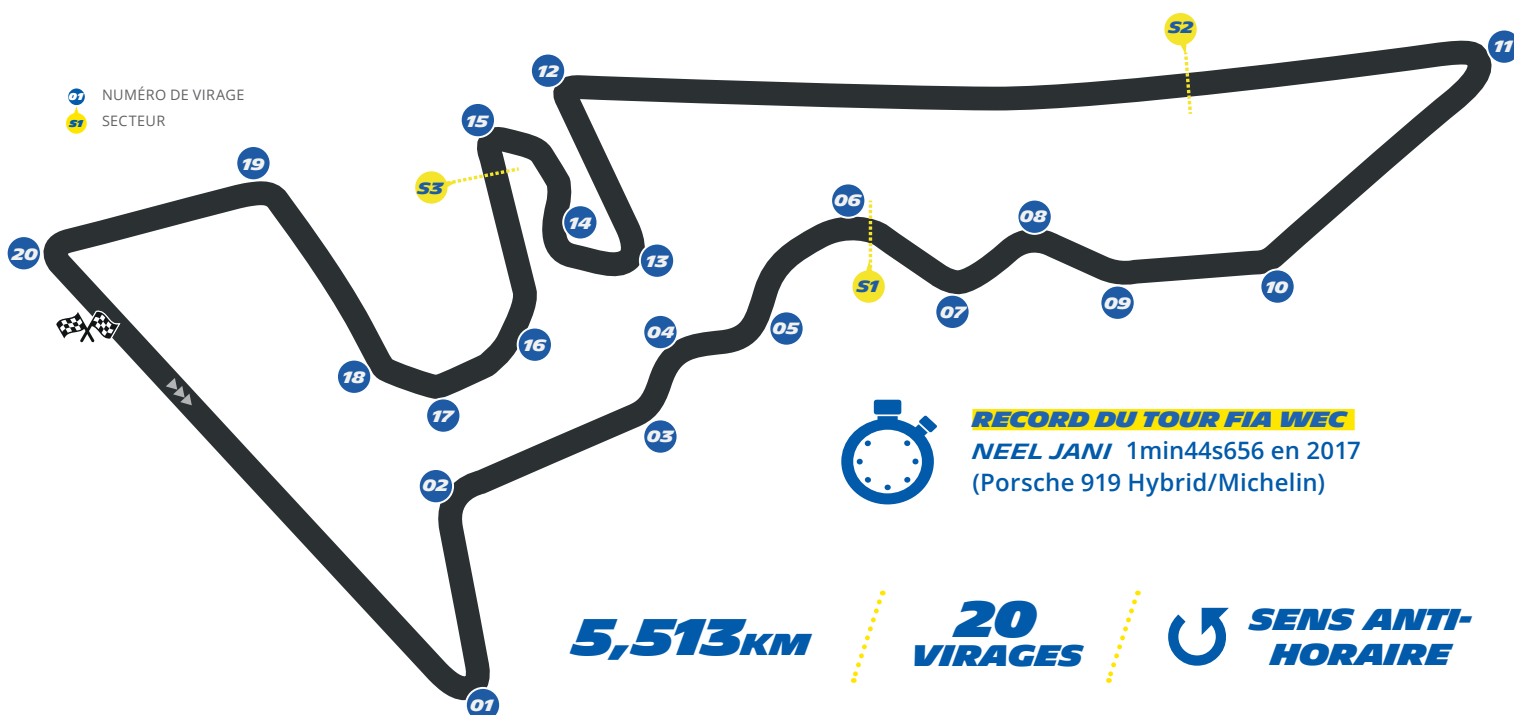 01 NUMÉRO DE VIRAGE
S1 SECTEUR
S2
11
12
15
19
S3
14
13
06
08
20
S1
07
09
10
04
05
16
18
17
03
02
01
RECORD DU TOUR FIA WEC
NEEL JANI 1min44s656 en 2017
(Porsche 919 Hybrid/Michelin)
5,513KM
20
VIRAGES
SENS ANTI-
HORAIRE